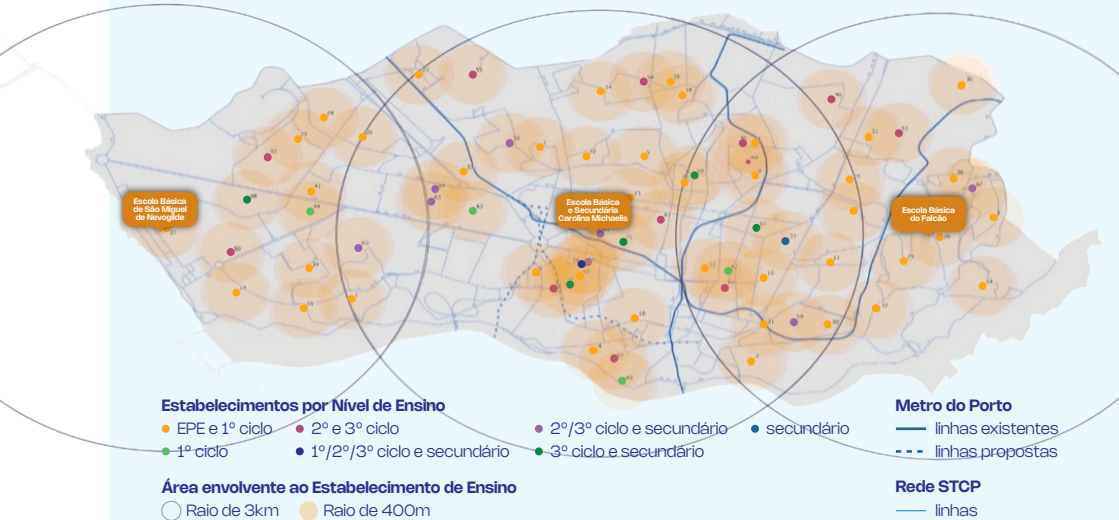 Escola Básica
de São Miguel
de Nevogilde
Escola Básica
e Secundária
Carolina Michaelis
Escola Básica
do Falcão
Estabelecimentos por Nível de Ensino
EPE e 1º ciclo
2º e 3º ciclo
2º/3º ciclo e secundário
secundário
1º ciclo
1º/2º/3º ciclo e secundário
3º ciclo e secundário
Área envolvente ao Estabelecimento de Ensino
Raio de 3km
Raio de 400m
Metro do Porto
linhas existentes
linhas propostas
Rede STCP
linhas